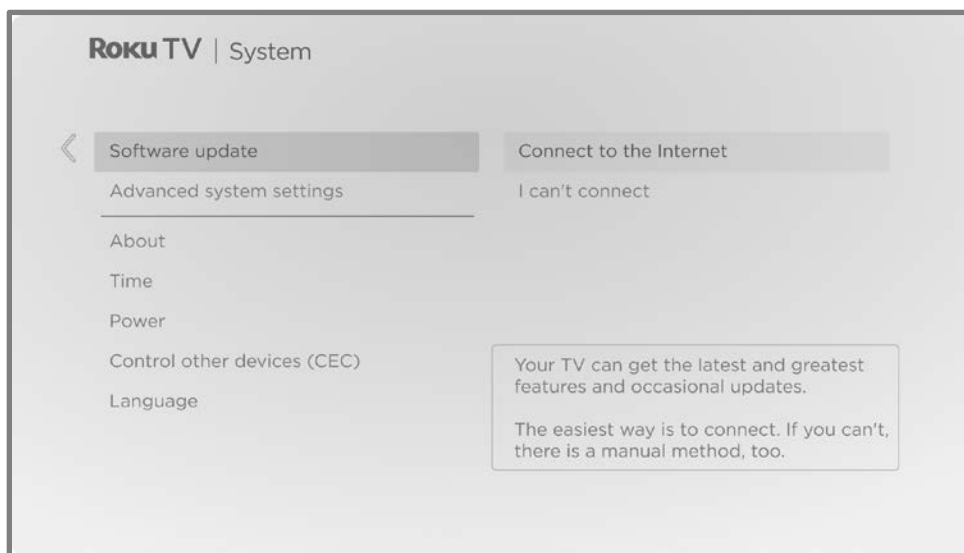 Roku TV | System
Software update
Advanced system settings
About
Time
Power
Control other devices (CEC)
Language
Connect to the Internet
I can't connect
Your TV can get the latest and greatest
features and occasional updates.
The easiest way is to connect. If you can't,
there is a manual method, too.